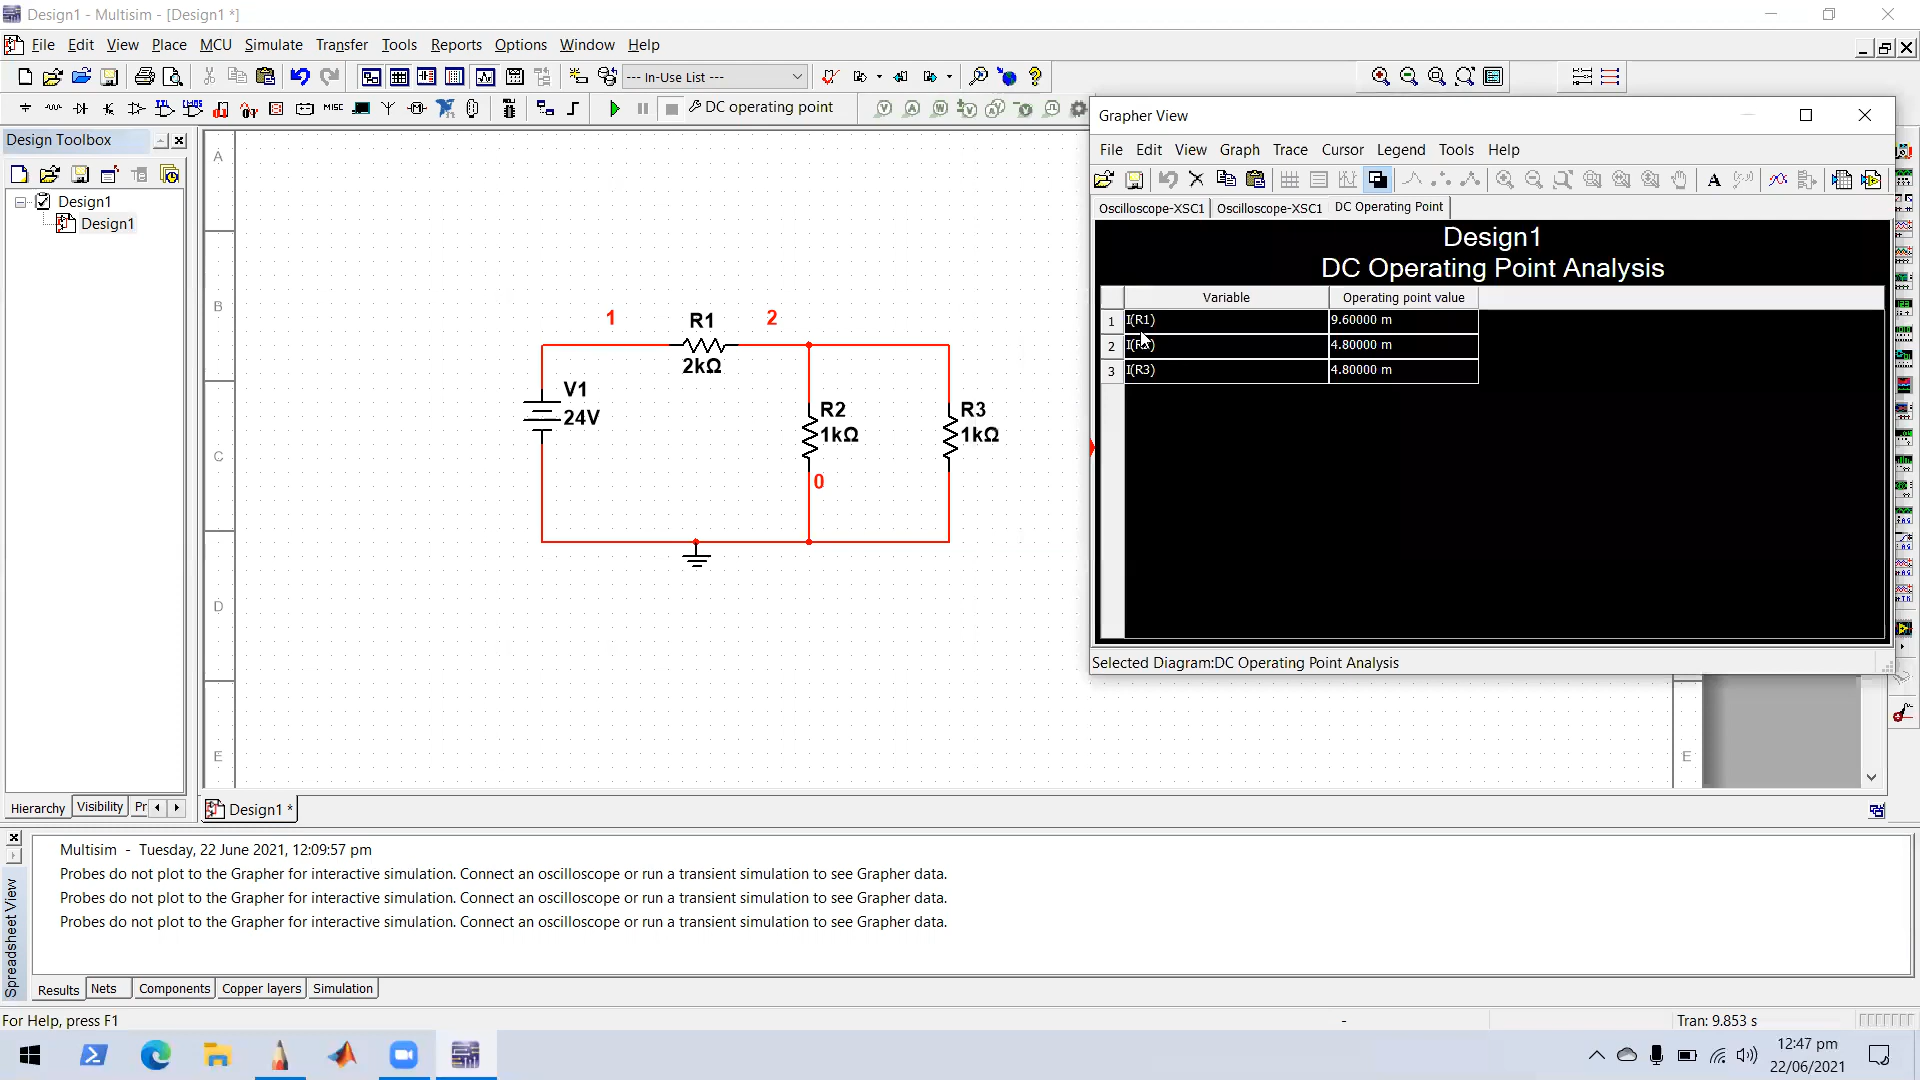 Design1 - Multisim - [Design1 *]
File Edit View Place MCU Simulate Transfer Tools Reports Options Window Help
--- In-Use List ---
MISC DC operating point
Design Toolbox
Design1
Design1
A
B
C
D
E
1
R1
2kΩ
2
V1
24V
R2
1kΩ
0
R3
1kΩ
E
Grapher View
File Edit View Graph Trace Cursor Legend Tools Help
Oscilloscope-XSC1 Oscilloscope-XSC1 DC Operating Point
Design1
DC Operating Point Analysis
Variable Operating point value
1 I(R1) 9.60000 m
2 4.80000 m
3 I(R3) 4.80000 m
Selected Diagram:DC Operating Point Analysis
Hierarchy Visibility Pr
Design1 *
Spreadsheet View
Multisim - Tuesday, 22 June 2021, 12:09:57 pm
Probes do not plot to the Grapher for interactive simulation. Connect an oscilloscope or run a transient simulation to see Grapher data.
Probes do not plot to the Grapher for interactive simulation. Connect an oscilloscope or run a transient simulation to see Grapher data.
Probes do not plot to the Grapher for interactive simulation. Connect an oscilloscope or run a transient simulation to see Grapher data.
Results Nets Components Copper layers Simulation
For Help, press F1
-
Tran: 9.853 s
12:47 pm
22/06/2021